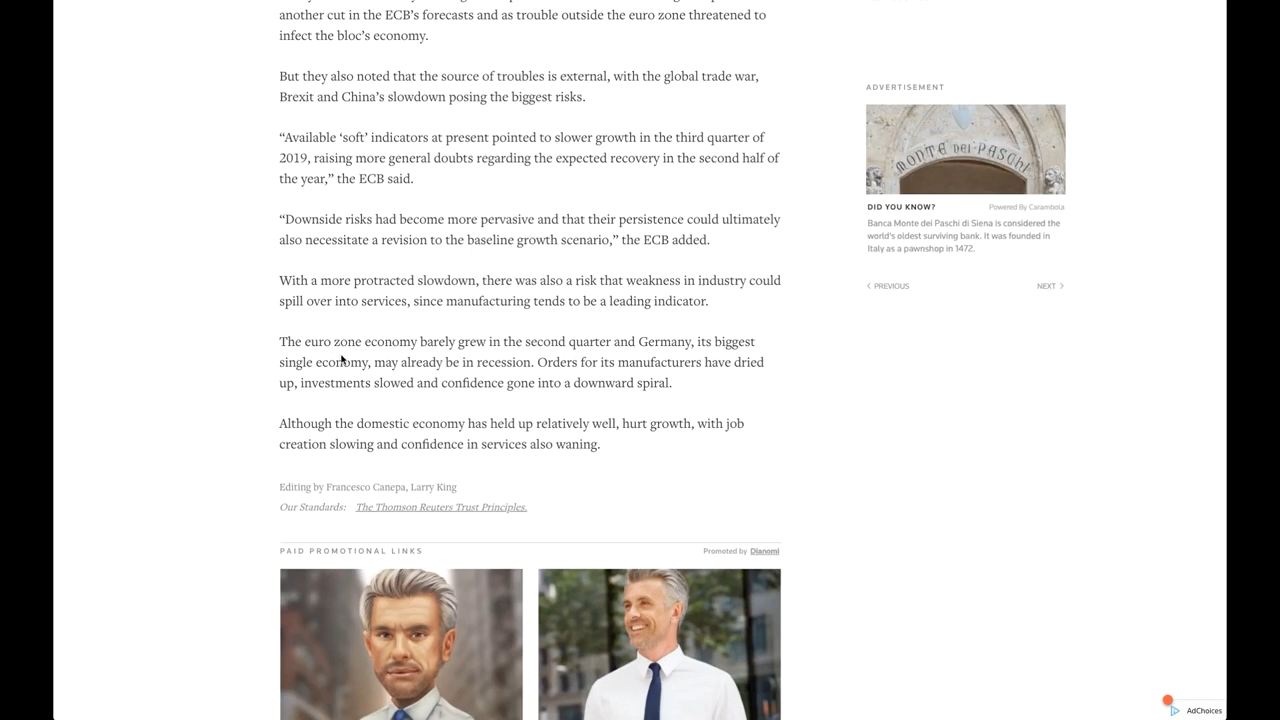 another cut in the ECB’s forecasts and as trouble outside the euro zone threatened to
infect the bloc’s economy.
But they also noted that the source of troubles is external, with the global trade war,
Brexit and China’s slowdown posing the biggest risks.
“Available ‘soft’ indicators at present pointed to slower growth in the third quarter of
2019, raising more general doubts regarding the expected recovery in the second half of
the year,” the ECB said.
“Downside risks had become more pervasive and that their persistence could ultimately
also necessitate a revision to the baseline growth scenario,” the ECB added.
With a more protracted slowdown, there was also a risk that weakness in industry could
spill over into services, since manufacturing tends to be a leading indicator.
The euro zone economy barely grew in the second quarter and Germany, its biggest
single economy, may already be in recession. Orders for its manufacturers have dried
up, investments slowed and confidence gone into a downward spiral.
Although the domestic economy has held up relatively well, hurt growth, with job
creation slowing and confidence in services also waning.
Editing by Francesco Canepa, Larry King
Our Standards: The Thomson Reuters Trust Principles.
PAID PROMOTIONAL LINKS
Promoted by Dianomi
ADVERTISEMENT
MONTE DEI PASCHI
DID YOU KNOW?
Powered By Carambola
Banca Monte dei Paschi di Siena is considered the
world's oldest surviving bank. It was founded in
Italy as a pawnshop in 1472.
PREVIOUS
NEXT
AdChoices